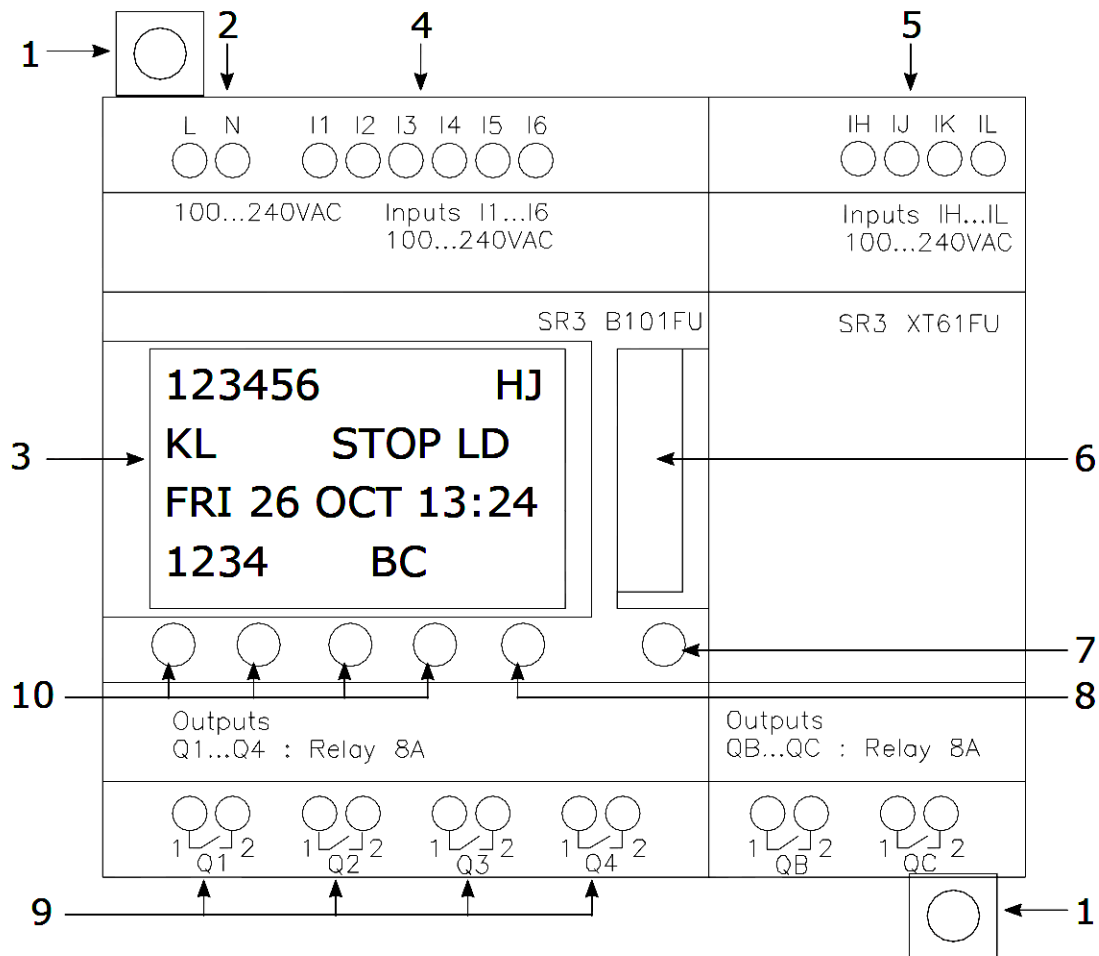 1 2 4 5
L N I1 I2 I3 I4 I5 I6 IH IJ IK IL
100...240VAC Inputs I1...I6 Inputs IH...IL
100...240VAC 100...240VAC
SR3 B101FU SR3 XT61FU
123456 HJ
3 KL STOP LD 6
FRI 26 OCT 13:24
1234 BC
7
10 8
Outputs Outputs
Q1...Q4 : Relay 8A QB...QC : Relay 8A
1 2 1 2 1 2 1 2 1 2 1 2
Q1 Q2 Q3 Q4 QB QC
9 1